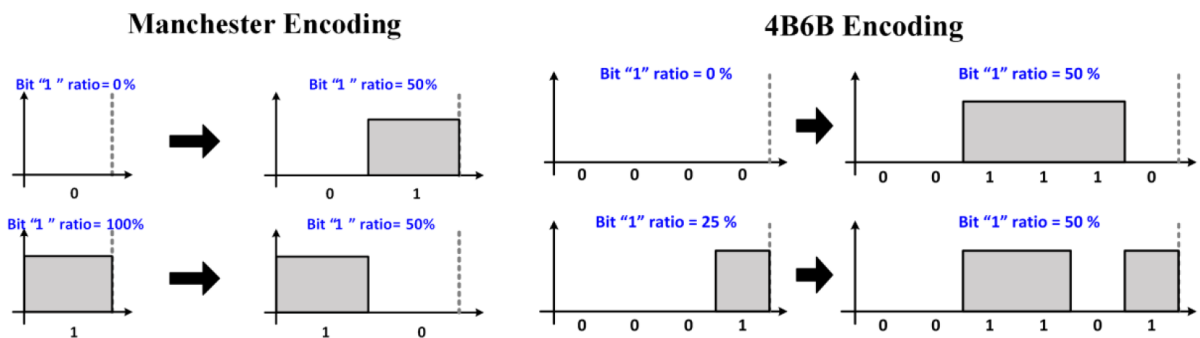 Manchester Encoding
4B6B Encoding
Bit “1 ” ratio= 0%
Bit “1 ” ratio= 50%
Bit “1” ratio = 0 %
Bit “1” ratio = 50 %
0
0 1
0 0 0 0
0 0 1 1 1 0
Bit “1 ” ratio= 100%
Bit “1 ” ratio= 50%
Bit “1” ratio = 25 %
Bit “1” ratio = 50 %
1
1 0
0 0 0 1
0 0 1 1 0 1